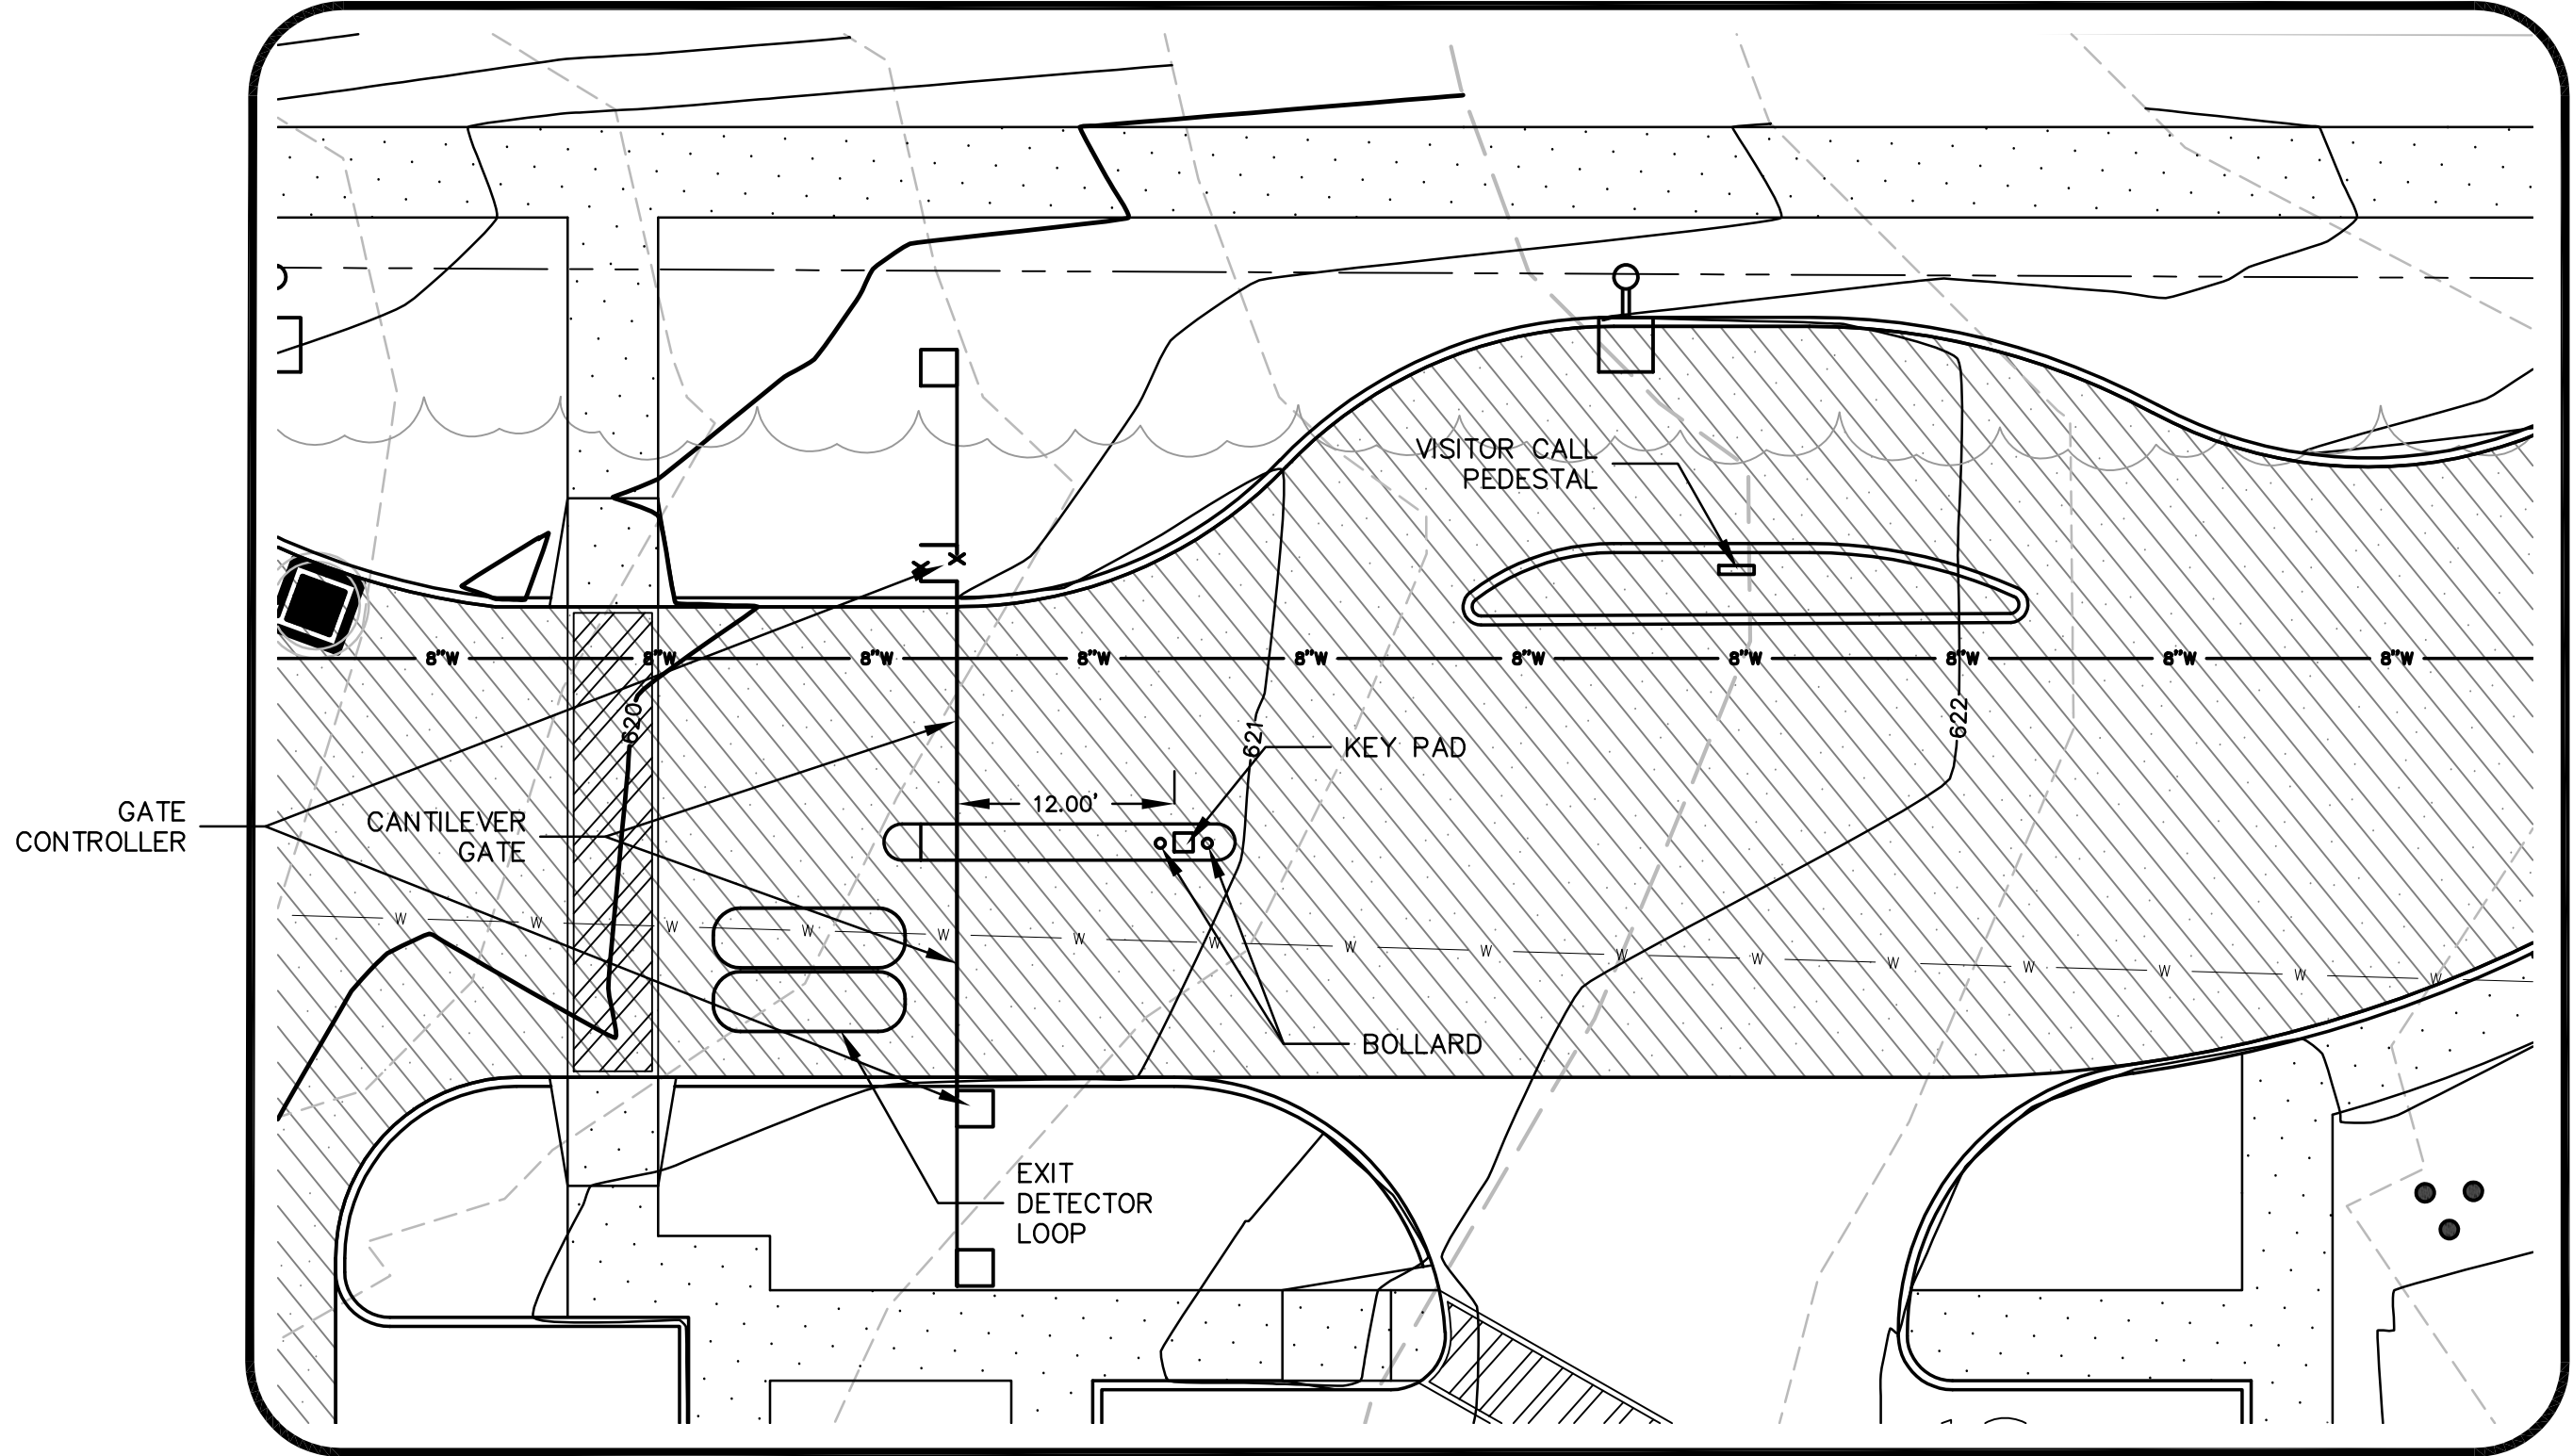 VISITOR CALL
PEDESTAL
8"W 8"W 8"W 8"W 8"W 8"W 8"W 8"W 8"W 8"W
620
621
622
KEY PAD
12.00'
GATE
CONTROLLER
CANTILEVER
GATE
W W W W W W W W W W W W W W W W
BOLLARD
EXIT
DETECTOR
LOOP